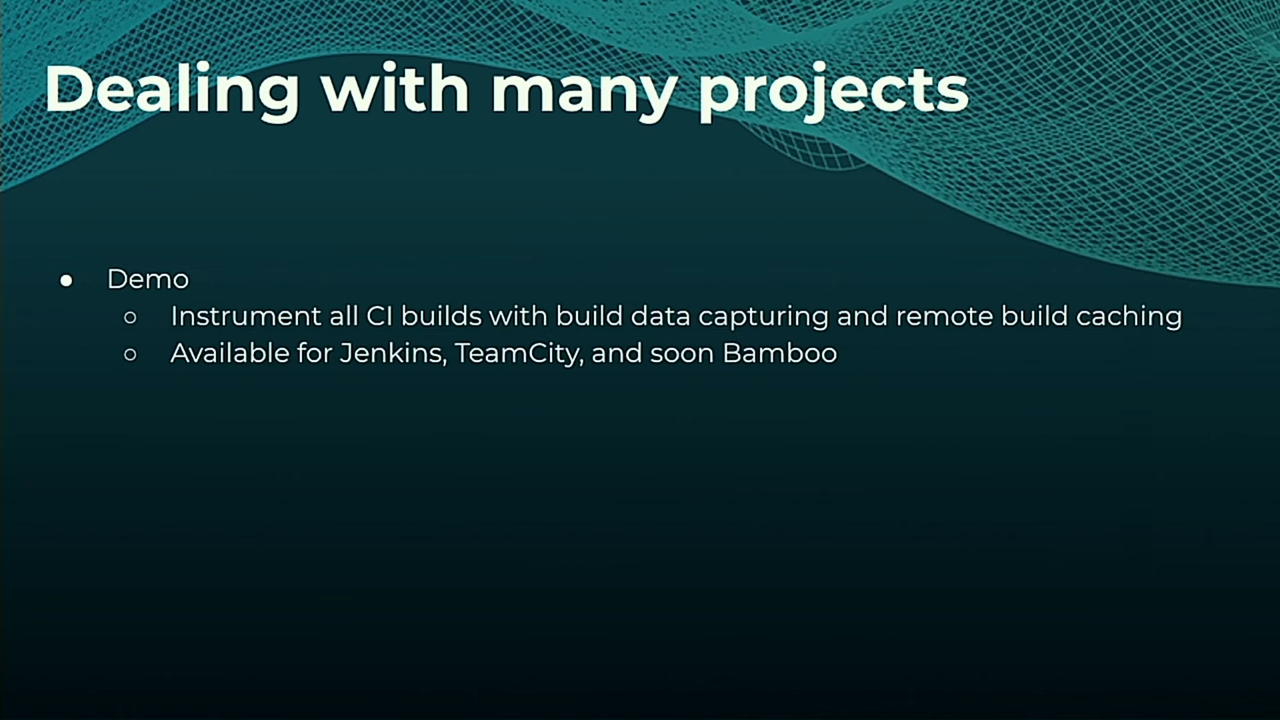 Dealing with many projects
● Demo
○ Instrument all CI builds with build data capturing and remote build caching
○ Available for Jenkins, TeamCity, and soon Bamboo